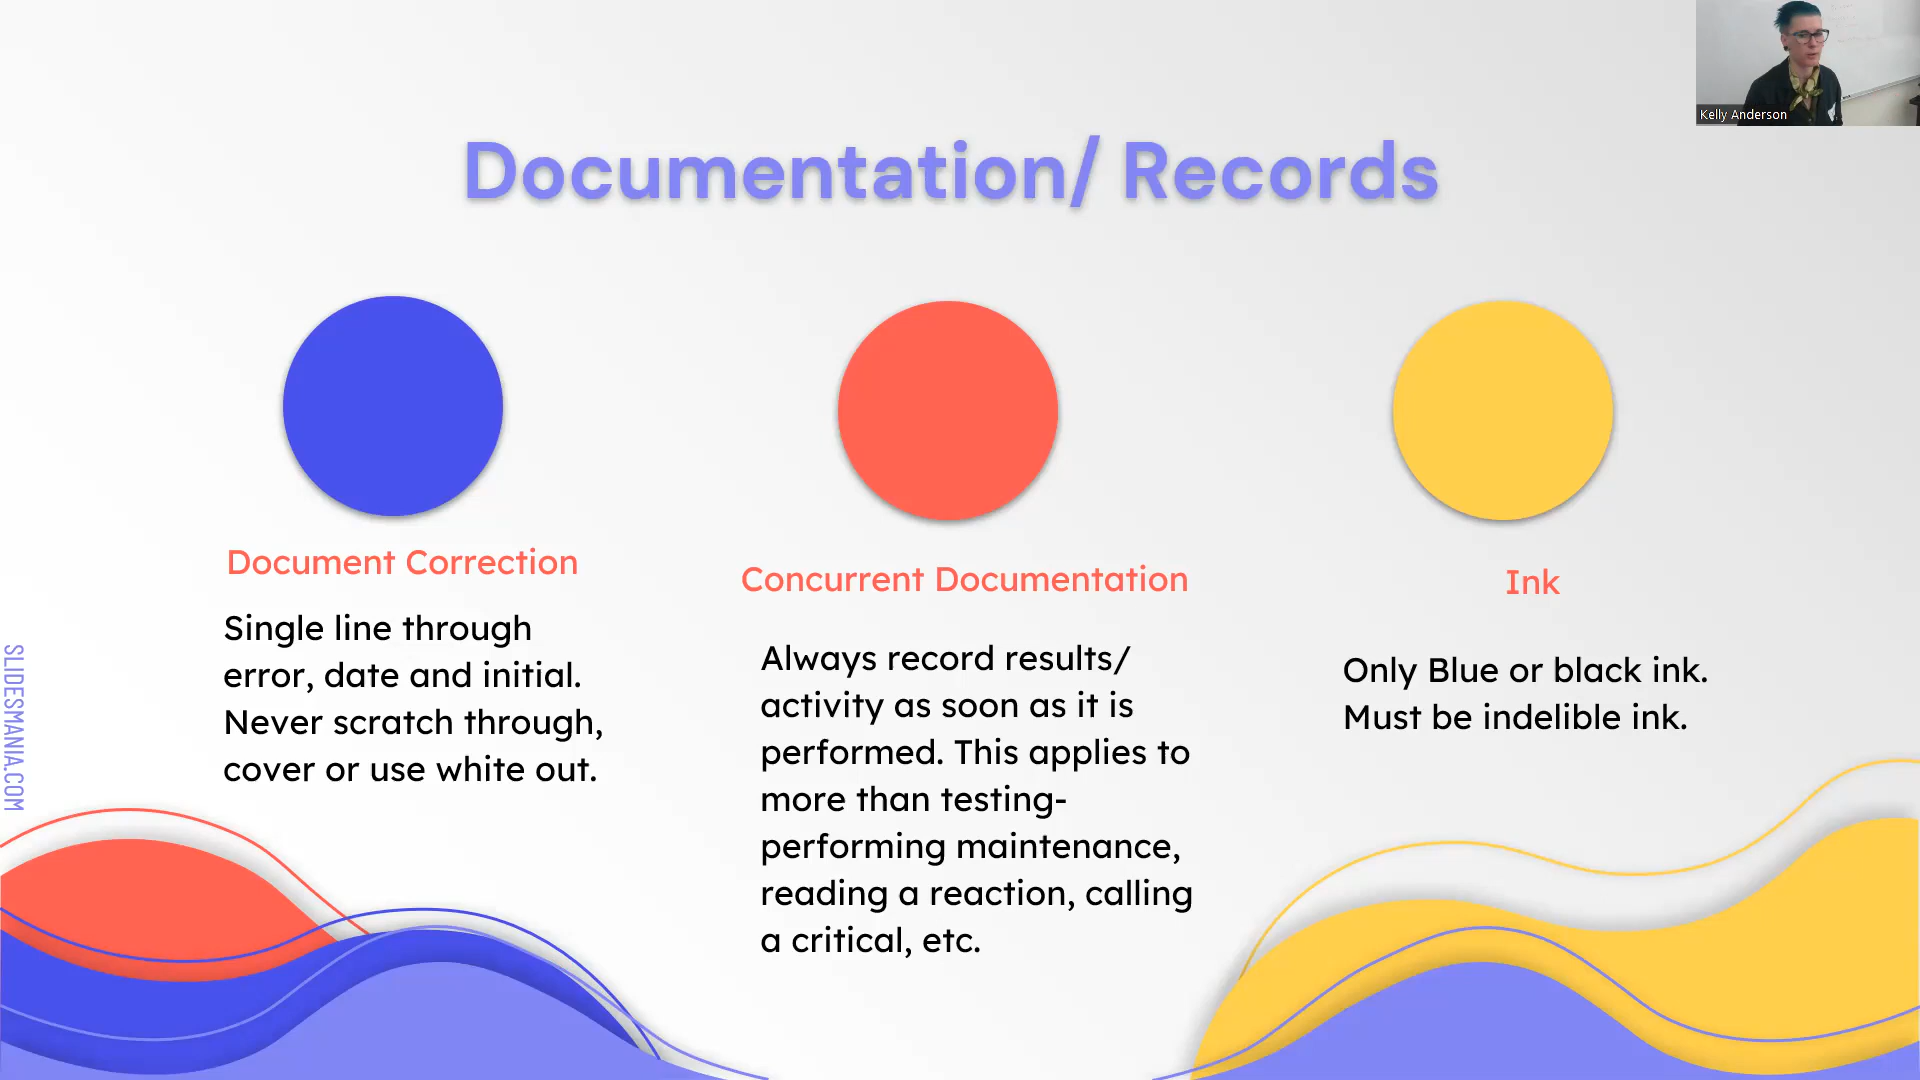 Kelly Anderson
Documentation/ Records
Document Correction
Single line through
error, date and initial.
Never scratch through,
cover or use white out.
Concurrent Documentation
Always record results/
activity as soon as it is
performed. This applies to
more than testing-
performing maintenance,
reading a reaction, calling
a critical, etc.
Ink
Only Blue or black ink.
Must be indelible ink.
SLIDESMANIA.COM